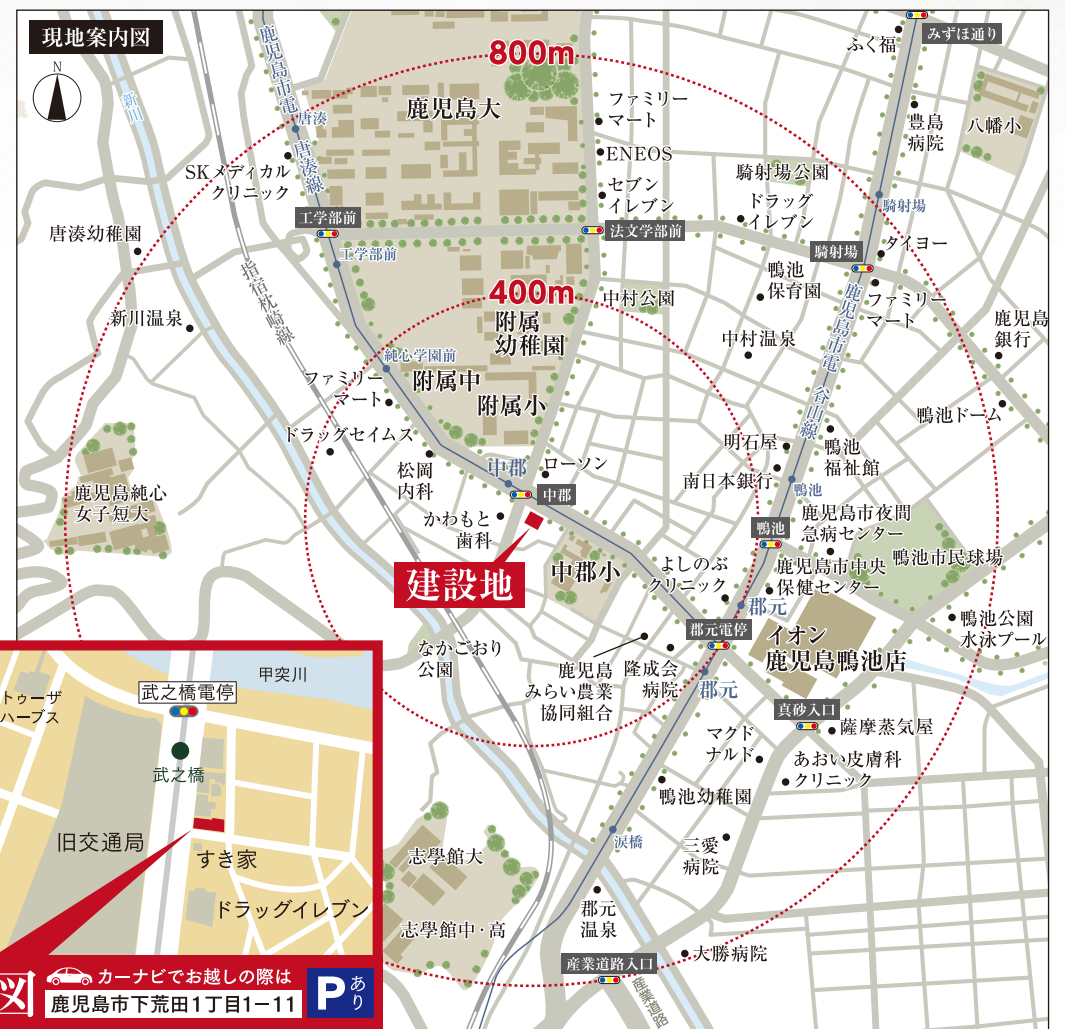 現地案内図
N
新川
鹿児島市電
唐湊
唐湊線
800m
鹿児島大
ファミリー
マート
ENEOS
セブン
イレブン
ふく福
みずほ通り
豊島
病院
八幡小
SKメディカル
クリニック
騎射場公園
ドラッグ
イレブン
騎射場
工学部前
法文学部前
唐湊幼稚園
工学部前
騎射場
タイヨー
指宿枕崎線
400m
中村公園
鴨池
保育園
鹿児島市電
谷山線
ファミリー
マート
新川温泉
附属
幼稚園
中村温泉
鹿児島
銀行
純心学園前
ファミリー
マート
附属中
附属小
鴨池ドーム
ドラッグセイムス
明石屋
鴨池
福祉館
松岡
内科
中郡
ローソン
南日本銀行
鴨池
鹿児島純心
女子短大
中郡
かわもと
歯科
鹿児島市夜間
急病センター
鴨池
鴨池市民球場
建設地
中郡小
よしのぶ
クリニック
鹿児島市中央
保健センター
郡元
郡元電停
イオン
鹿児島鴨池店
鴨池公園
水泳プール
なかごおり
公園
鹿児島
みらい農業
協同組合
隆成会
病院
郡元
真砂入口
薩摩蒸気屋
マクド
ナルド
あおい皮膚科
クリニック
鴨池幼稚園
涙橋
三愛
病院
志學館大
郡元
温泉
志學館中・高
産業道路入口
大勝病院
産業道路
甲突川
トゥーザ
ハーブス
武之橋電停
武之橋
旧交通局
すき家
ドラッグイレブン
図
カーナビでお越しの際は
鹿児島市下荒田1丁目1−11
Pあり